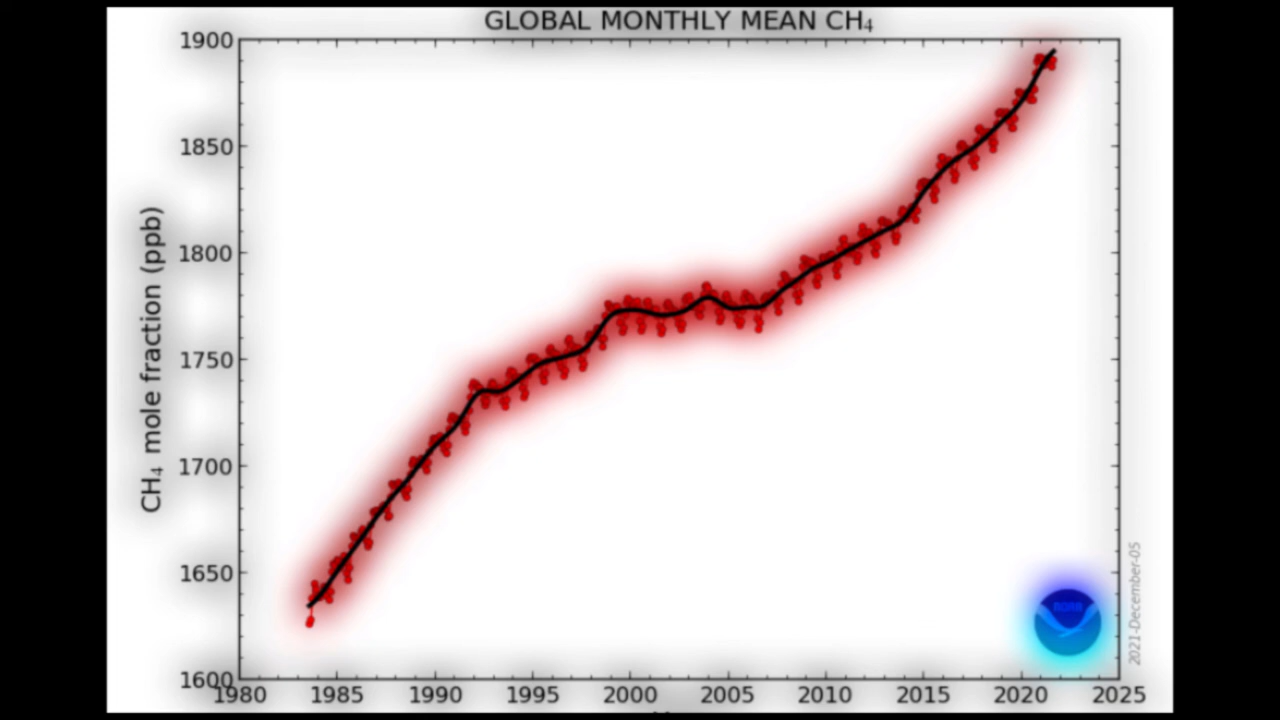 GLOBAL MONTHLY MEAN CH₄
1900
1850
1800
1750
1700
1650
1600
CH₄ mole fraction (ppb)
1980 1985 1990 1995 2000 2005 2010 2015 2020 2025
NOAA
2021-December-05